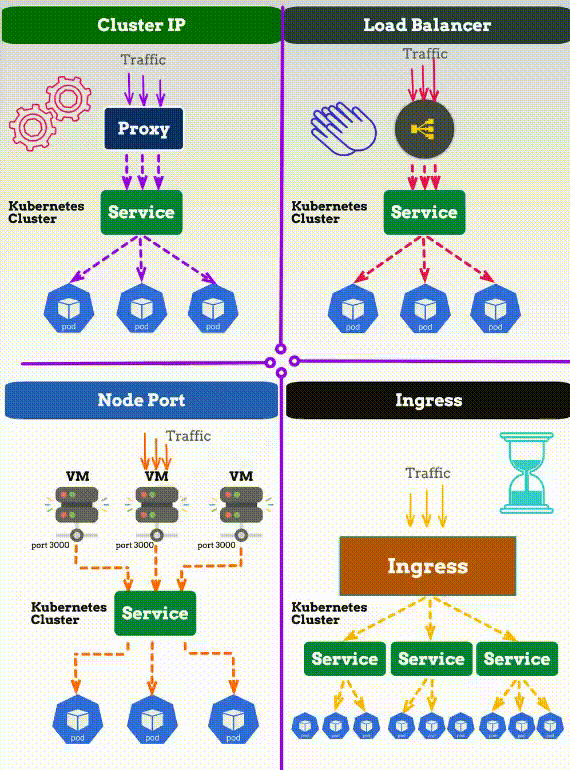 Cluster IP
Traffic
Proxy
Kubernetes
Cluster
Service
pod
pod
pod
Load Balancer
Traffic
Kubernetes
Cluster
Service
pod
pod
pod
Node Port
Traffic
VM
VM
VM
port 3000
port 3000
port 3000
Kubernetes
Cluster
Service
pod
pod
pod
Ingress
Traffic
Ingress
Kubernetes
Cluster
Service
Service
Service
pod
pod
pod
pod
pod
pod
pod
pod
pod